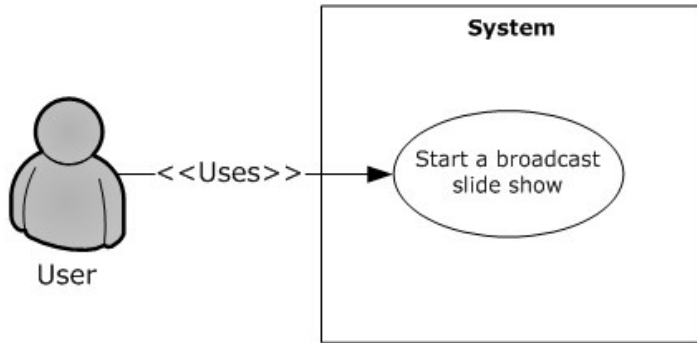 System
<<Uses>>
Start a broadcast
slide show
User